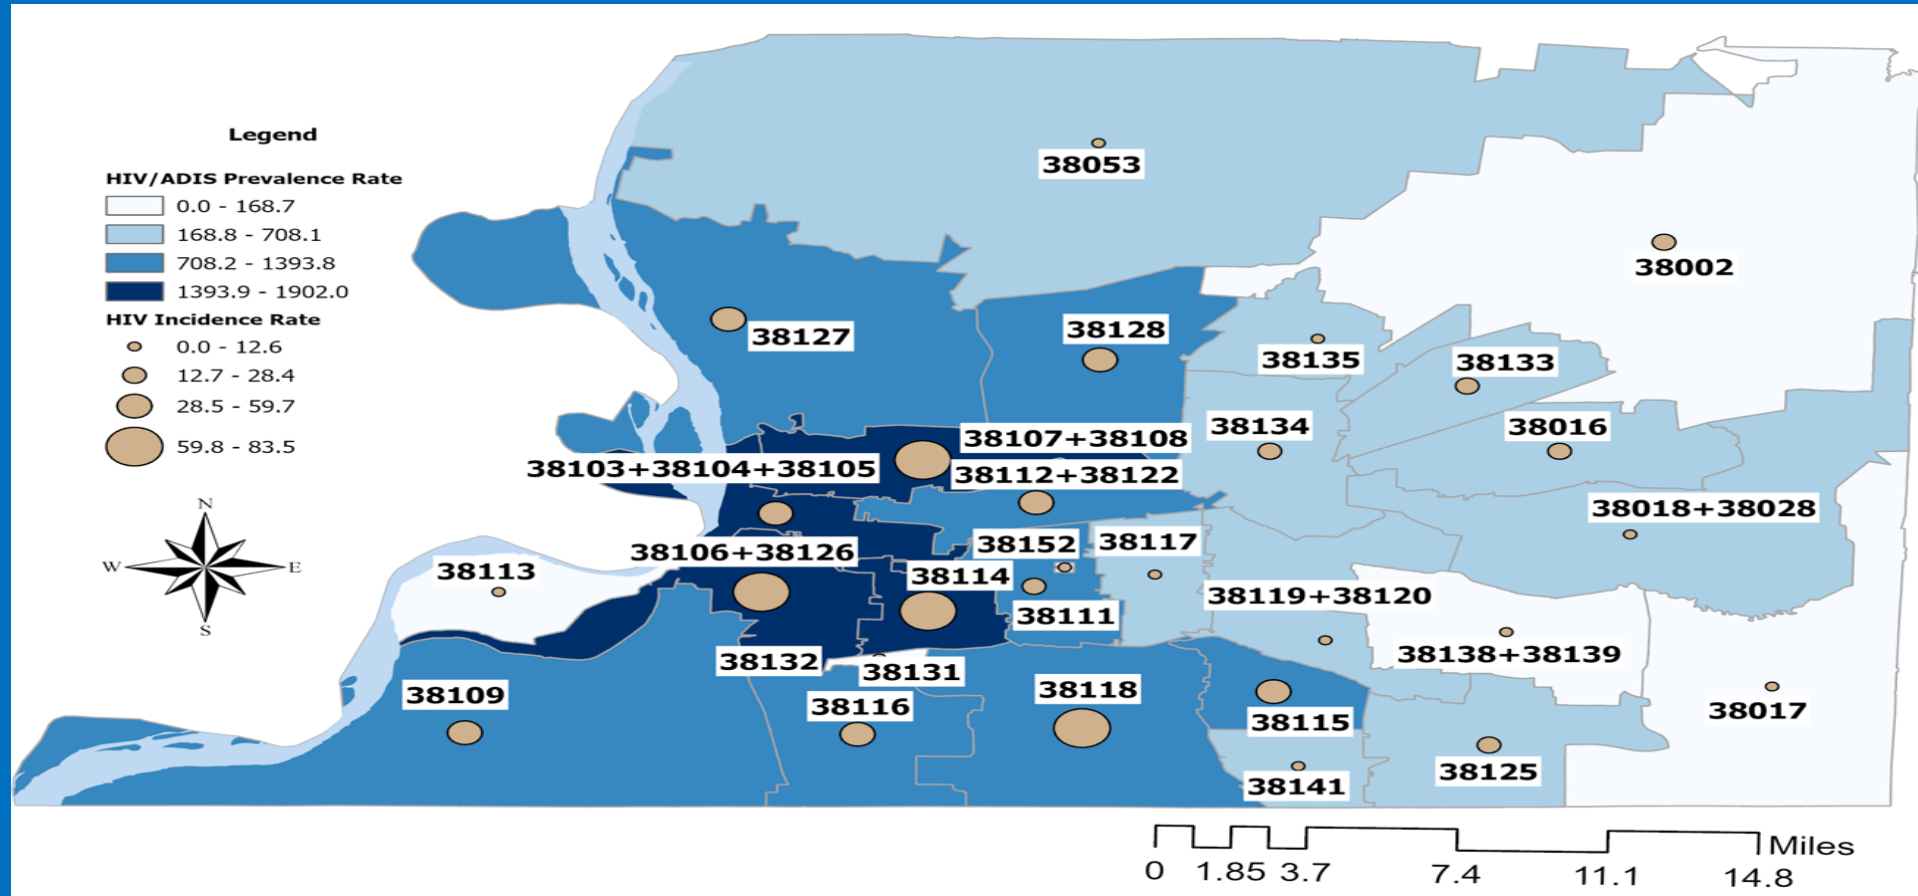 Legend
HIV/ADIS Prevalence Rate
0.0 - 168.7
168.8 - 708.1
708.2 - 1393.8
1393.9 - 1902.0
HIV Incidence Rate
0.0 - 12.6
12.7 - 28.4
28.5 - 59.7
59.8 - 83.5
N
W E
S
38053
38002
38127
38128
38135
38133
38134
38016
38107+38108
38103+38104+38105
38112+38122
38018+38028
38106+38126
38152
38117
38113
38114
38111
38119+38120
38132
38131
38138+38139
38109
38116
38118
38115
38017
38141
38125
Miles
0 1.85 3.7 7.4 11.1 14.8